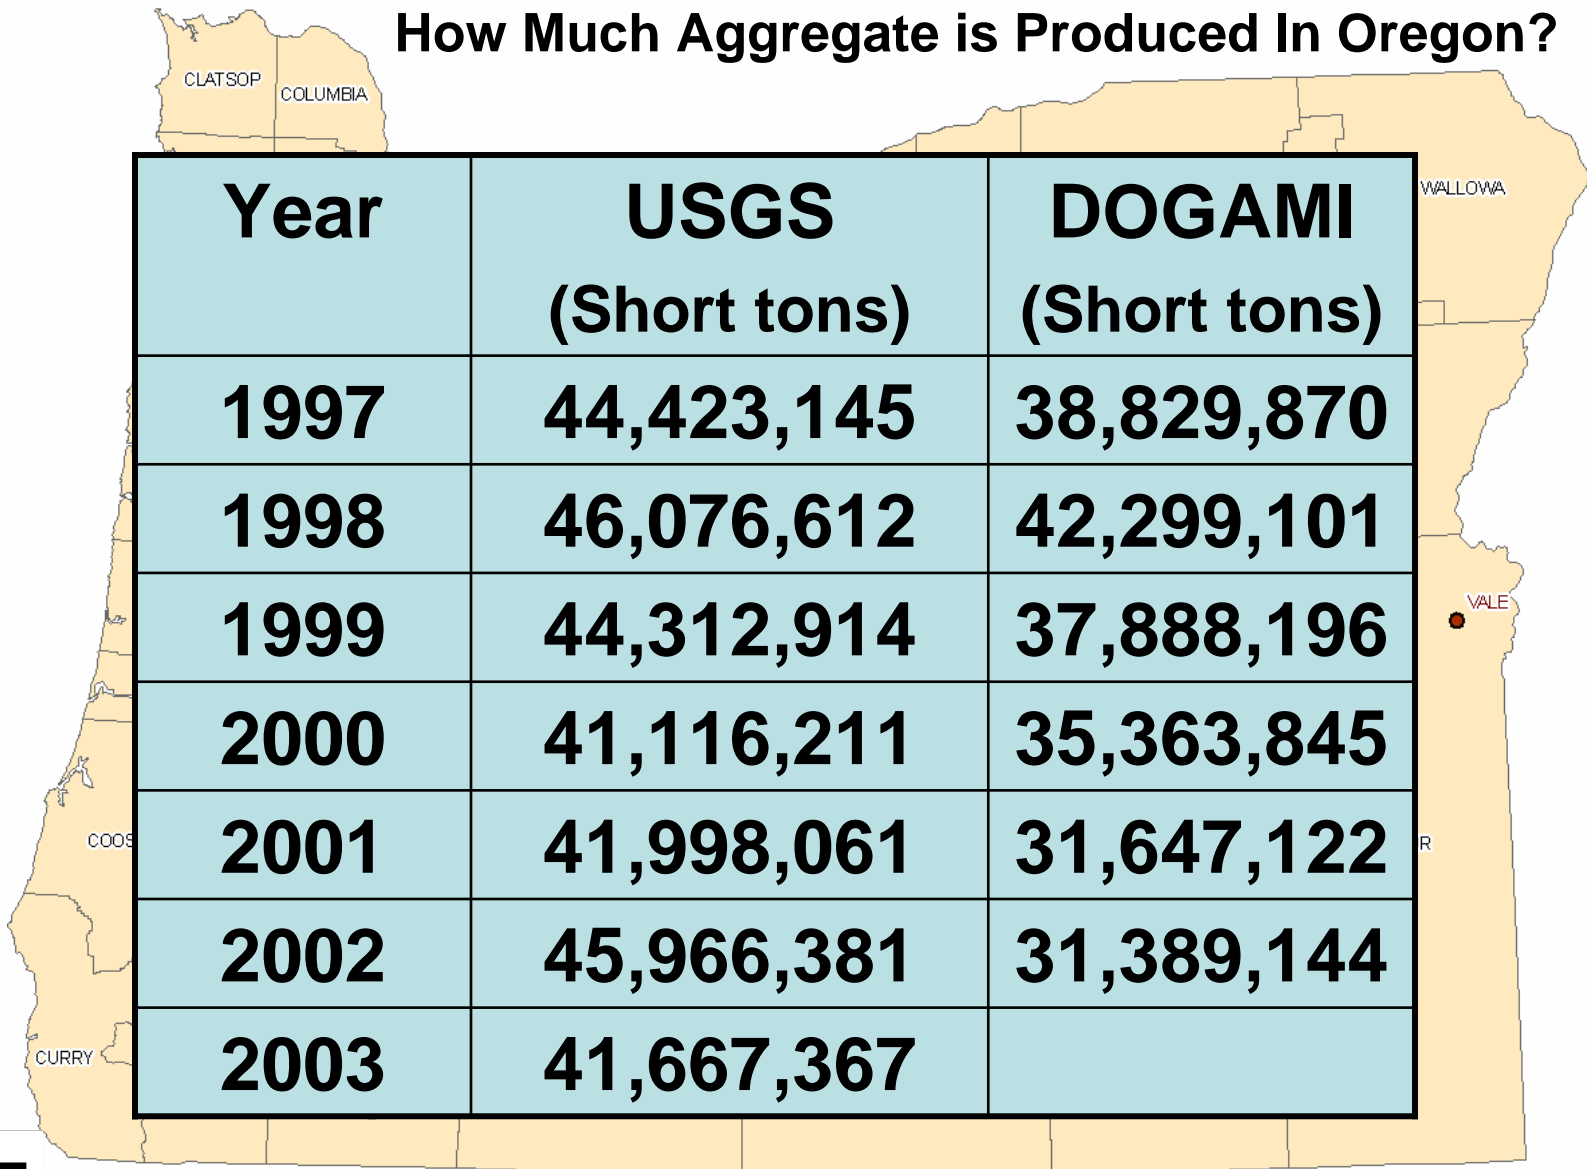 How Much Aggregate is Produced In Oregon?
CLATSOP
COLUMBIA
WALLOWA
Year USGS DOGAMI
(Short tons) (Short tons)
1997 44,423,145 38,829,870
1998 46,076,612 42,299,101
1999 44,312,914 37,888,196
VALE
2000 41,116,211 35,363,845
COOS
2001 41,998,061 31,647,122
R
2002 45,966,381 31,389,144
CURRY
2003 41,667,367